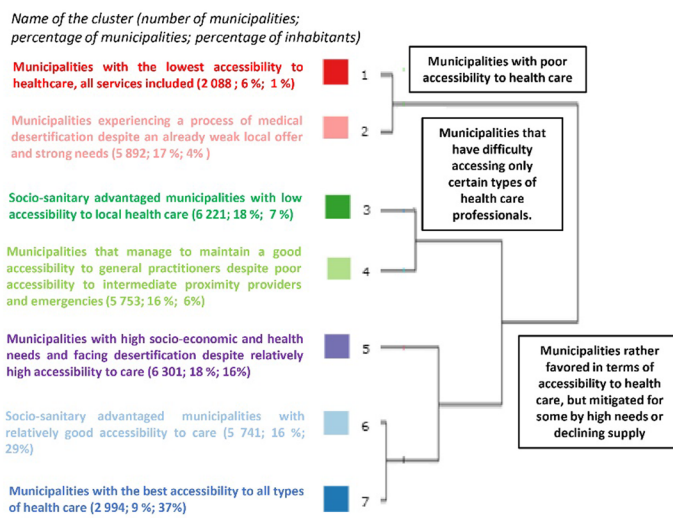 Name of the cluster (number of municipalities;
percentage of municipalities; percentage of inhabitants)
Municipalities with the lowest accessibility to
healthcare, all services included (2 088 ; 6 %; 1 %)
1
Municipalities with poor
accessibility to health care
Municipalities experiencing a process of medical
desertification despite an already weak local offer
and strong needs (5 892; 17 %; 4% )
2
Municipalities that
have difficulty
accessing only
certain types of
health care
professionals.
Socio-sanitary advantaged municipalities with low
accessibility to local health care (6 221; 18 %; 7 %)
3
Municipalities that manage to maintain a good
accessibility to general practitioners despite poor
accessibility to intermediate proximity providers
and emergencies (5 753; 16 %; 6%)
4
Municipalities with high socio-economic and health
needs and facing desertification despite relatively
high accessibility to care (6 301; 18 %; 16%)
5
Municipalities rather
favored in terms of
accessibility to health
care, but mitigated for
some by high needs or
declining supply
Socio-sanitary advantaged municipalities with
relatively good accessibility to care (5 741; 16 %;
29%)
6
Municipalities with the best accessibility to all types
of health care (2 994; 9 %; 37%)
7